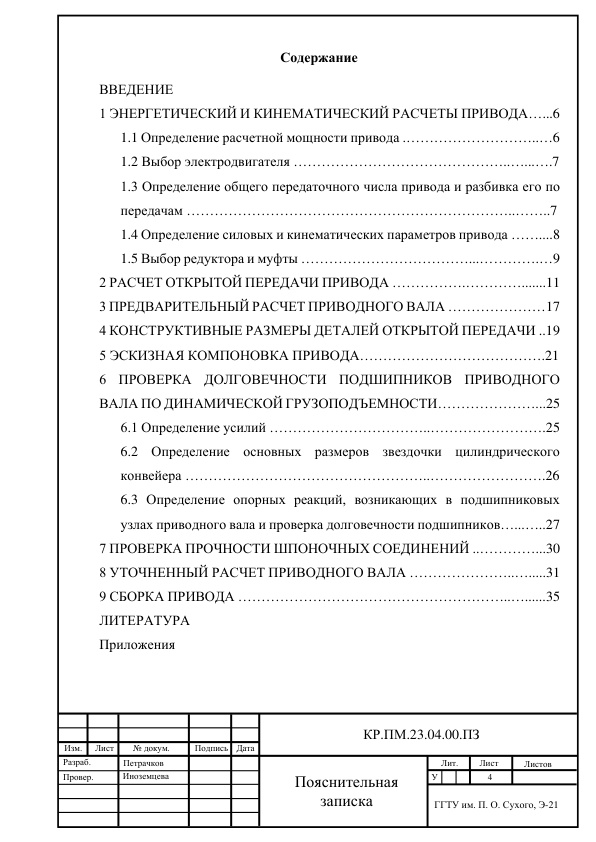 Содержание
ВВЕДЕНИЕ
1 ЭНЕРГЕТИЧЕСКИЙ И КИНЕМАТИЧЕСКИЙ РАСЧЕТЫ ПРИВОДА…...6
1.1 Определение расчетной мощности привода .………………………..…6
1.2 Выбор электродвигателя ………………………………………..…..….7
1.3 Определение общего передаточного числа привода и разбивка его по
передачам …………………………………………………………..……..7
1.4 Определение силовых и кинематических параметров привода ……....8
1.5 Выбор редуктора и муфты ………………………………..………….…9
2 РАСЧЕТ ОТКРЫТОЙ ПЕРЕДАЧИ ПРИВОДА …………….………….......11
3 ПРЕДВАРИТЕЛЬНЫЙ РАСЧЕТ ПРИВОДНОГО ВАЛА …………………17
4 КОНСТРУКТИВНЫЕ РАЗМЕРЫ ДЕТАЛЕЙ ОТКРЫТОЙ ПЕРЕДАЧИ ..19
5 ЭСКИЗНАЯ КОМПОНОВКА ПРИВОДА………………………………….21
6 ПРОВЕРКА ДОЛГОВЕЧНОСТИ ПОДШИПНИКОВ ПРИВОДНОГО
ВАЛА ПО ДИНАМИЧЕСКОЙ ГРУЗОПОДЪЕМНОСТИ…………………...25
6.1 Определение усилий ……………………………..……………………25
6.2 Определение основных размеров звездочки цилиндрического
конвейера ……………………………………………..……………………26
6.3 Определение опорных реакций, возникающих в подшипниковых
узлах приводного вала и проверка долговечности подшипников…..…..27
7 ПРОВЕРКА ПРОЧНОСТИ ШПОНОЧНЫХ СОЕДИНЕНИЙ ..…………...30
8 УТОЧНЕННЫЙ РАСЧЕТ ПРИВОДНОГО ВАЛА ………………….….....31
9 СБОРКА ПРИВОДА …………………………………………………..….......35
ЛИТЕРАТУРА
Приложения
КР.ПМ.23.04.00.ПЗ
Изм. Лист № докум. Подпись Дата
Разраб. Петрачков
Провер. Иноземцева
Пояснительная
записка
Лит. Лист Листов
У 4
ГГТУ им. П. О. Сухого, Э-21